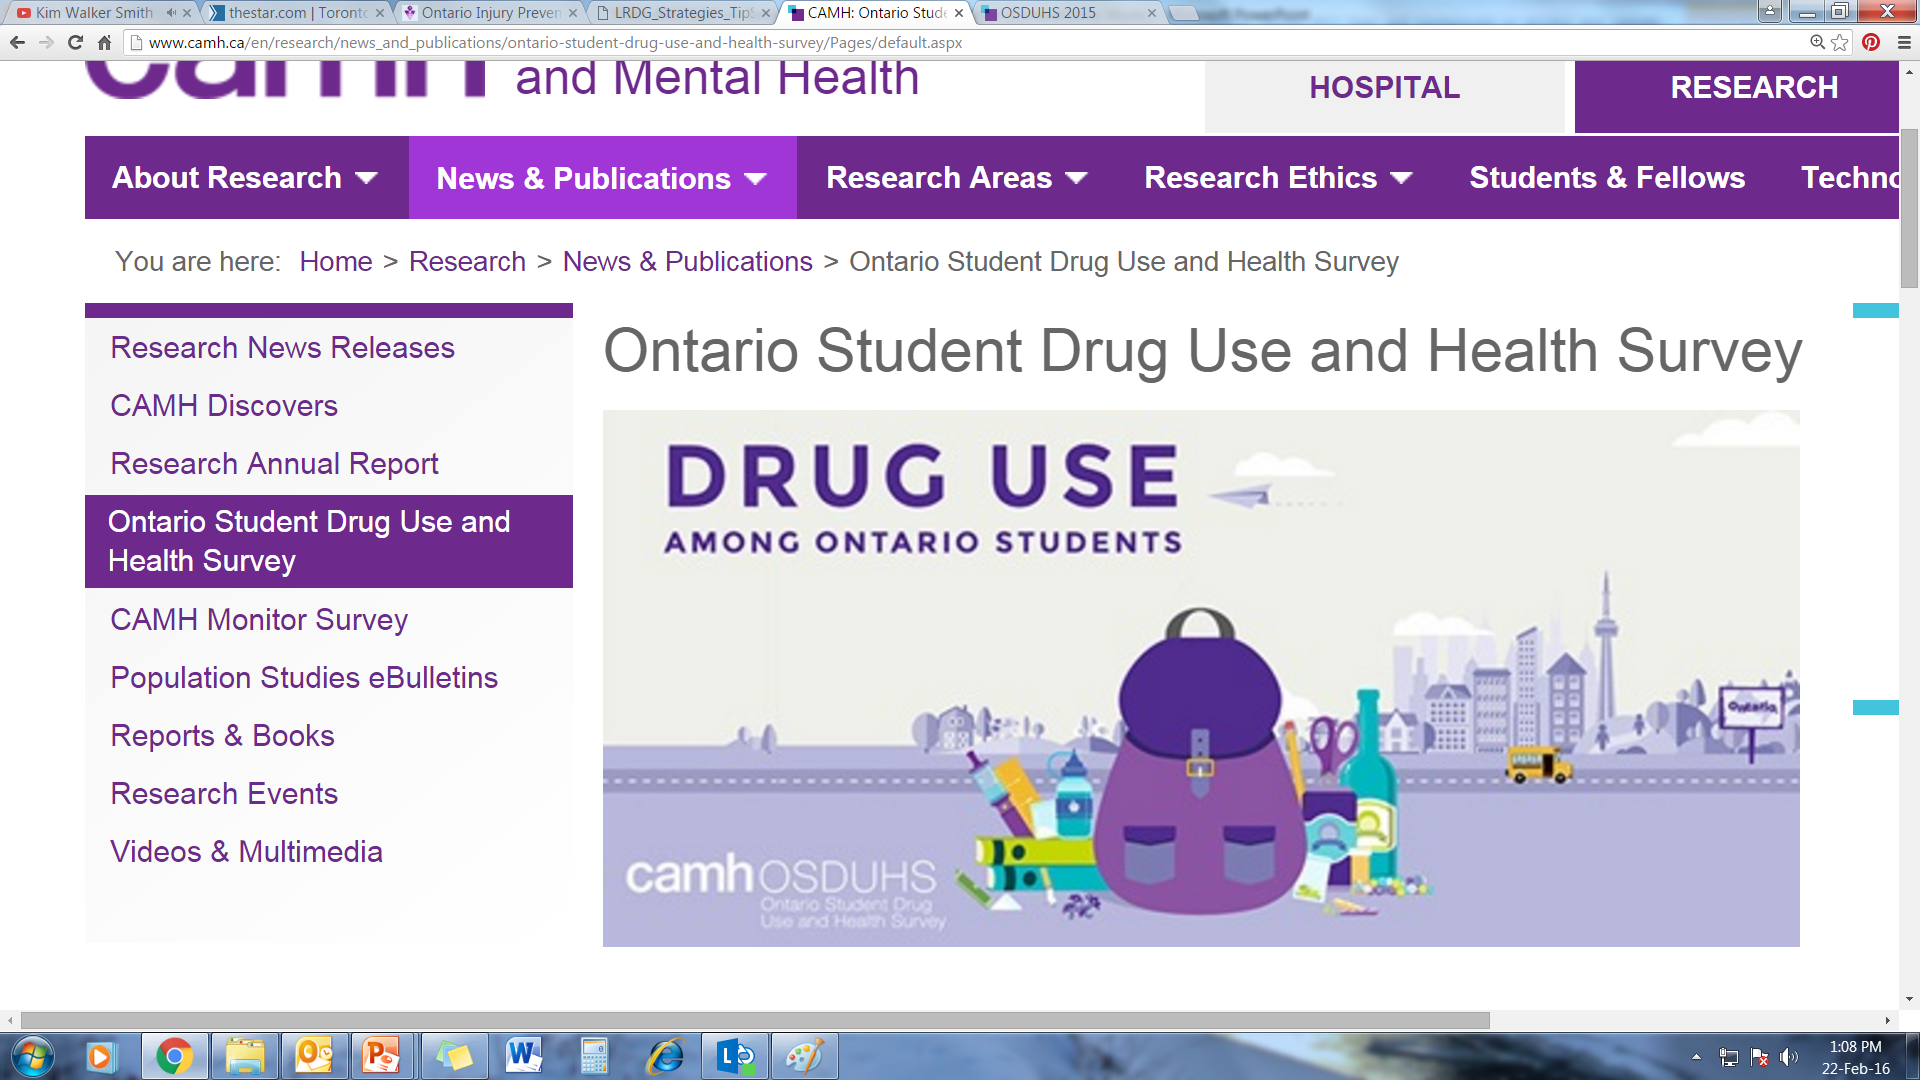 Kim Walker Smith
thestar.com | Toronto
Ontario Injury Preven
LRDG_Strategies_TipS
CAMH: Ontario Stude
OSDUHS 2015
www.camh.ca/en/research/news_and_publications/ontario-student-drug-use-and-health-survey/Pages/default.aspx
camh
and Mental Health
HOSPITAL
RESEARCH
About Research
News & Publications
Research Areas
Research Ethics
Students & Fellows
Techno
You are here: Home > Research > News & Publications > Ontario Student Drug Use and Health Survey
Research News Releases
CAMH Discovers
Research Annual Report
Ontario Student Drug Use and
Health Survey
CAMH Monitor Survey
Population Studies eBulletins
Reports & Books
Research Events
Videos & Multimedia
Ontario Student Drug Use and Health Survey
DRUG USE
AMONG ONTARIO STUDENTS
Ontario
camh OSDUHS
Ontario Student Drug
Use and Health Survey
1:08 PM
22-Feb-16